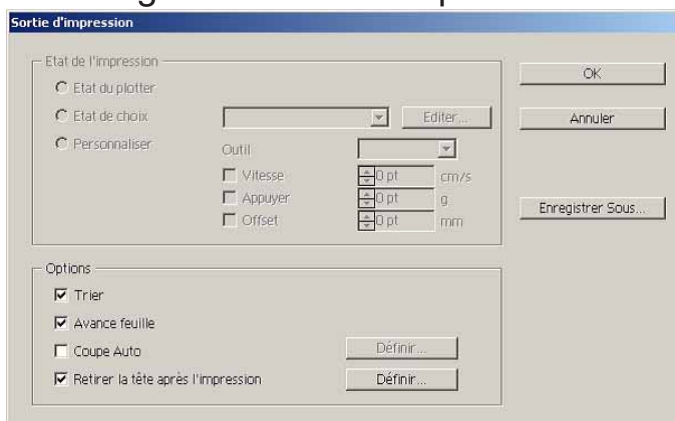 Sortie d'impression
Etat de l'impression
Etat du plotter
Etat de choix
Editer...
Personnaliser
Outil
Vitesse
0 pt
cm/s
Appuyer
0 pt
g
Offset
0 pt
mm
OK
Annuler
Enregistrer Sous...
Options
Trier
Avance feuille
Coupe Auto
Définir...
Retirer la tête après l'impression
Définir...